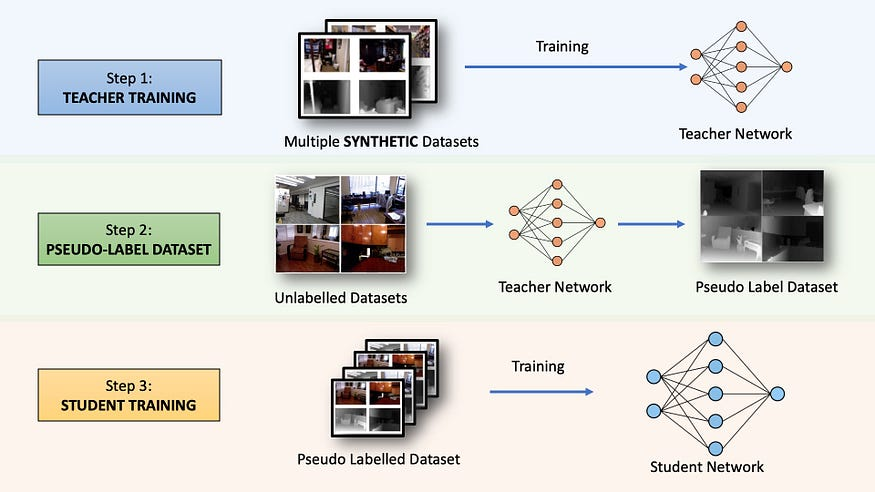 Step 1:
TEACHER TRAINING
Training
Multiple SYNTHETIC Datasets
Teacher Network
Step 2:
PSEUDO-LABEL DATASET
Unlabelled Datasets
Teacher Network
Pseudo Label Dataset
Step 3:
STUDENT TRAINING
Training
Pseudo Labelled Dataset
Student Network